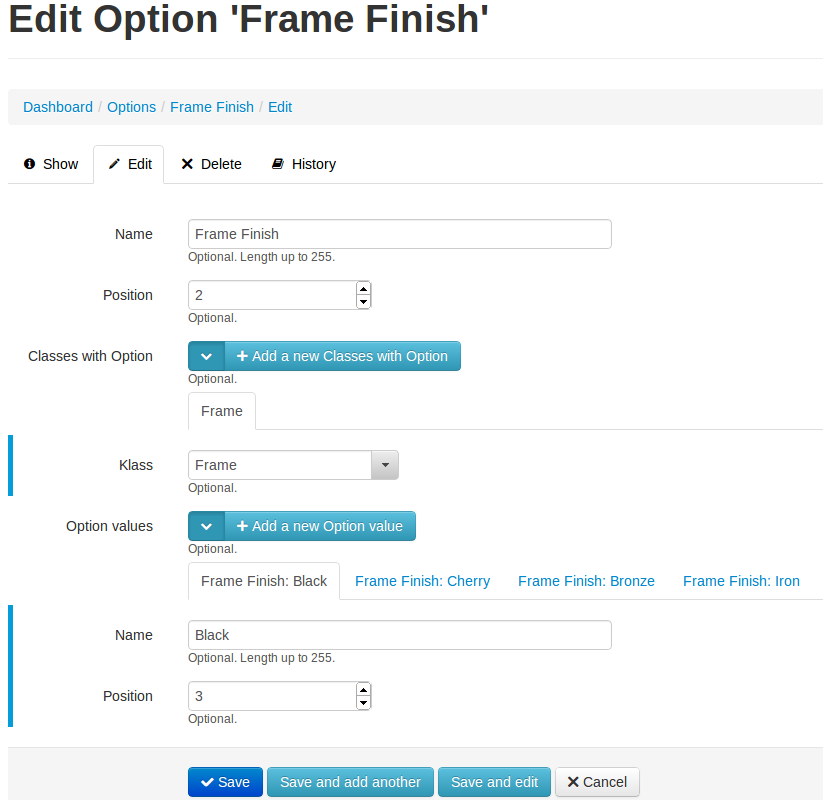 Edit Option 'Frame Finish'
Dashboard / Options / Frame Finish / Edit
Show Edit Delete History
Name Frame Finish
Optional. Length up to 255.
Position 2
Optional.
Classes with Option Add a new Classes with Option
Optional.
Frame
Klass Frame
Optional.
Option values Add a new Option value
Optional.
Frame Finish: Black Frame Finish: Cherry Frame Finish: Bronze Frame Finish: Iron
Name Black
Optional. Length up to 255.
Position 3
Optional.
Save Save and add another Save and edit Cancel